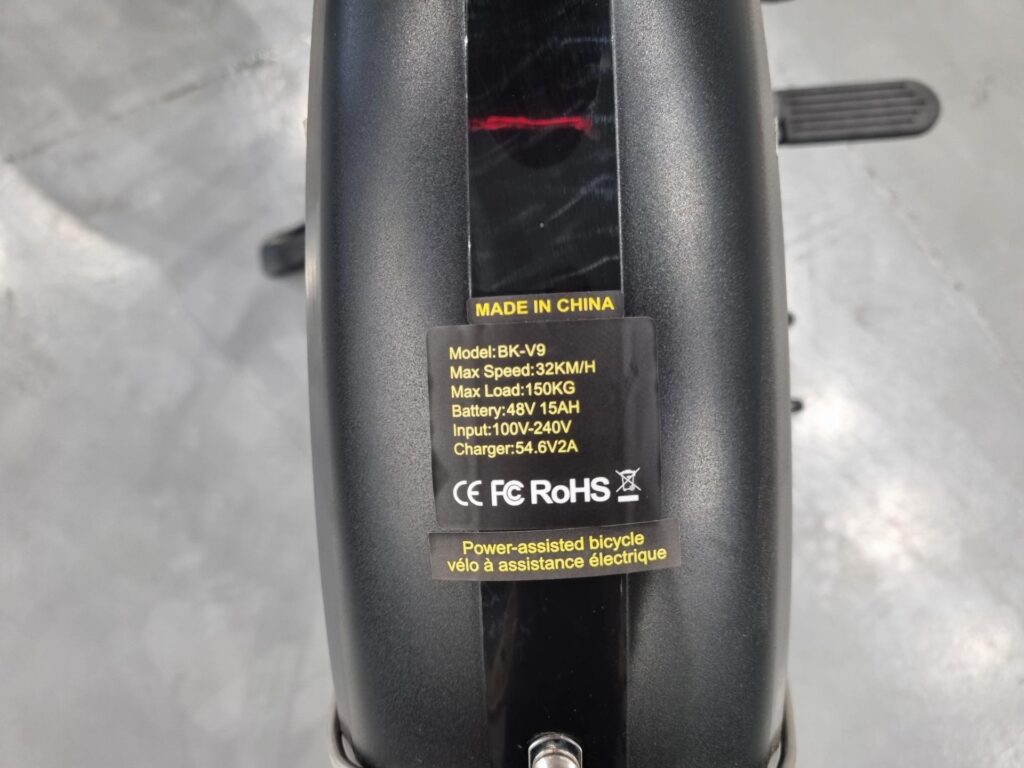 MADE IN CHINA
Model:BK-V9
Max Speed:32KM/H
Max Load:150KG
Battery:48V 15AH
Input:100V-240V
Charger:54.6V2A
CE FC RoHS
Power-assisted bicycle
vélo à assistance électrique